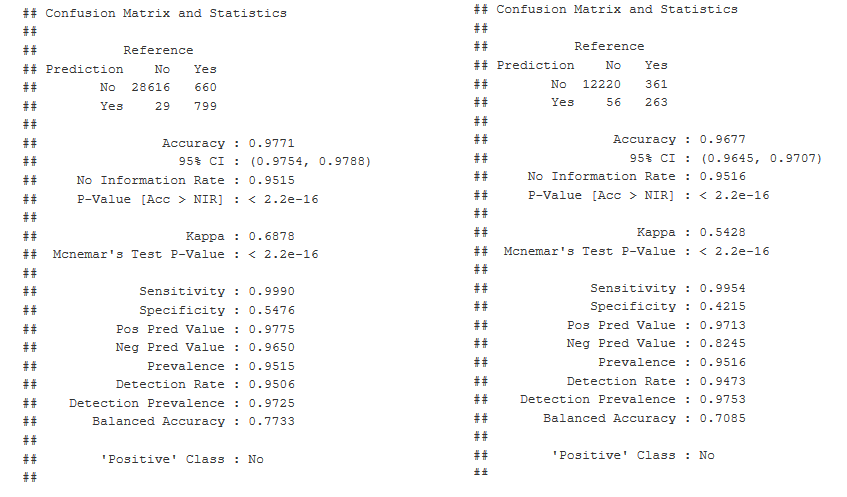 ## Confusion Matrix and Statistics
##
##           Reference
## Prediction    No   Yes
##        No  28616   660
##        Yes    29   799
##
##                Accuracy : 0.9771
##                  95% CI : (0.9754, 0.9788)
##     No Information Rate : 0.9515
##     P-Value [Acc > NIR] : < 2.2e-16
##
##                   Kappa : 0.6878
##  Mcnemar's Test P-Value : < 2.2e-16
##
##             Sensitivity : 0.9990
##             Specificity : 0.5476
##          Pos Pred Value : 0.9775
##          Neg Pred Value : 0.9650
##              Prevalence : 0.9515
##          Detection Rate : 0.9506
##    Detection Prevalence : 0.9725
##       Balanced Accuracy : 0.7733
##
##        'Positive' Class : No
##
## Confusion Matrix and Statistics
##
##           Reference
## Prediction    No   Yes
##        No  12220   361
##        Yes    56   263
##
##                Accuracy : 0.9677
##                  95% CI : (0.9645, 0.9707)
##     No Information Rate : 0.9516
##     P-Value [Acc > NIR] : < 2.2e-16
##
##                   Kappa : 0.5428
##  Mcnemar's Test P-Value : < 2.2e-16
##
##             Sensitivity : 0.9954
##             Specificity : 0.4215
##          Pos Pred Value : 0.9713
##          Neg Pred Value : 0.8245
##              Prevalence : 0.9516
##          Detection Rate : 0.9473
##    Detection Prevalence : 0.9753
##       Balanced Accuracy : 0.7085
##
##        'Positive' Class : No
##